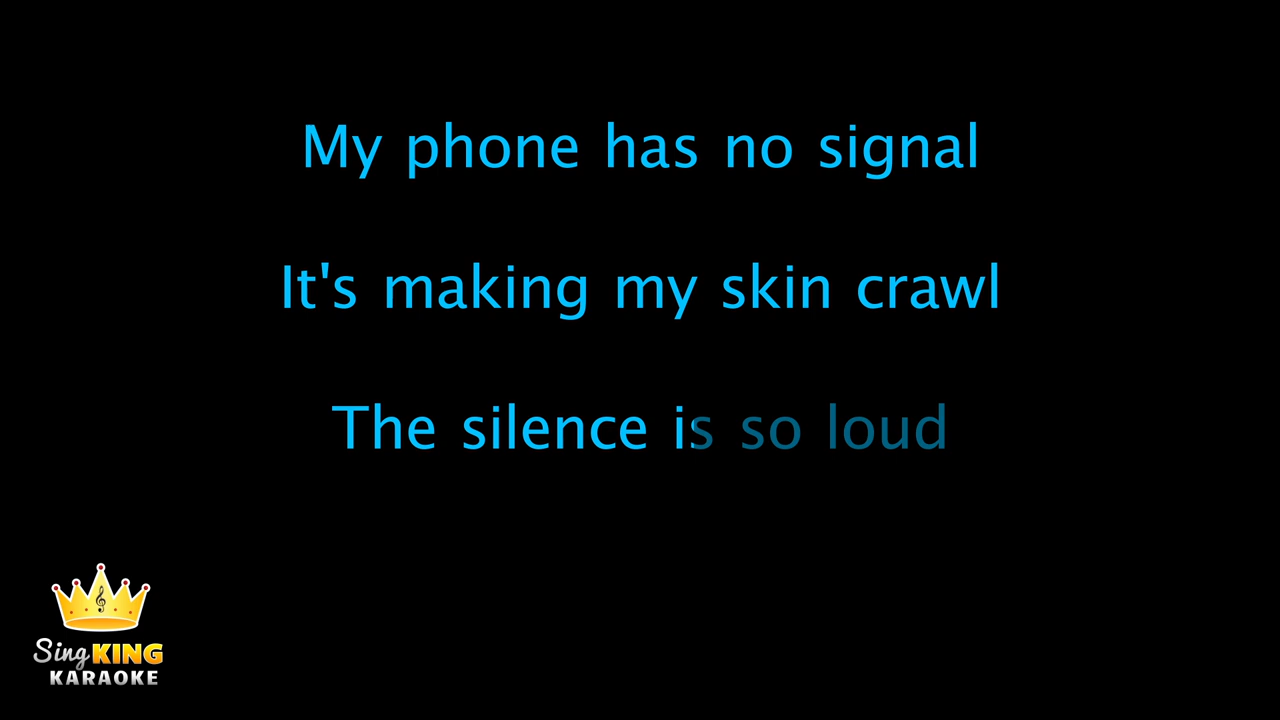 My phone has no signal
It's making my skin crawl
The silence is so loud
Sing KING
KARAOKE